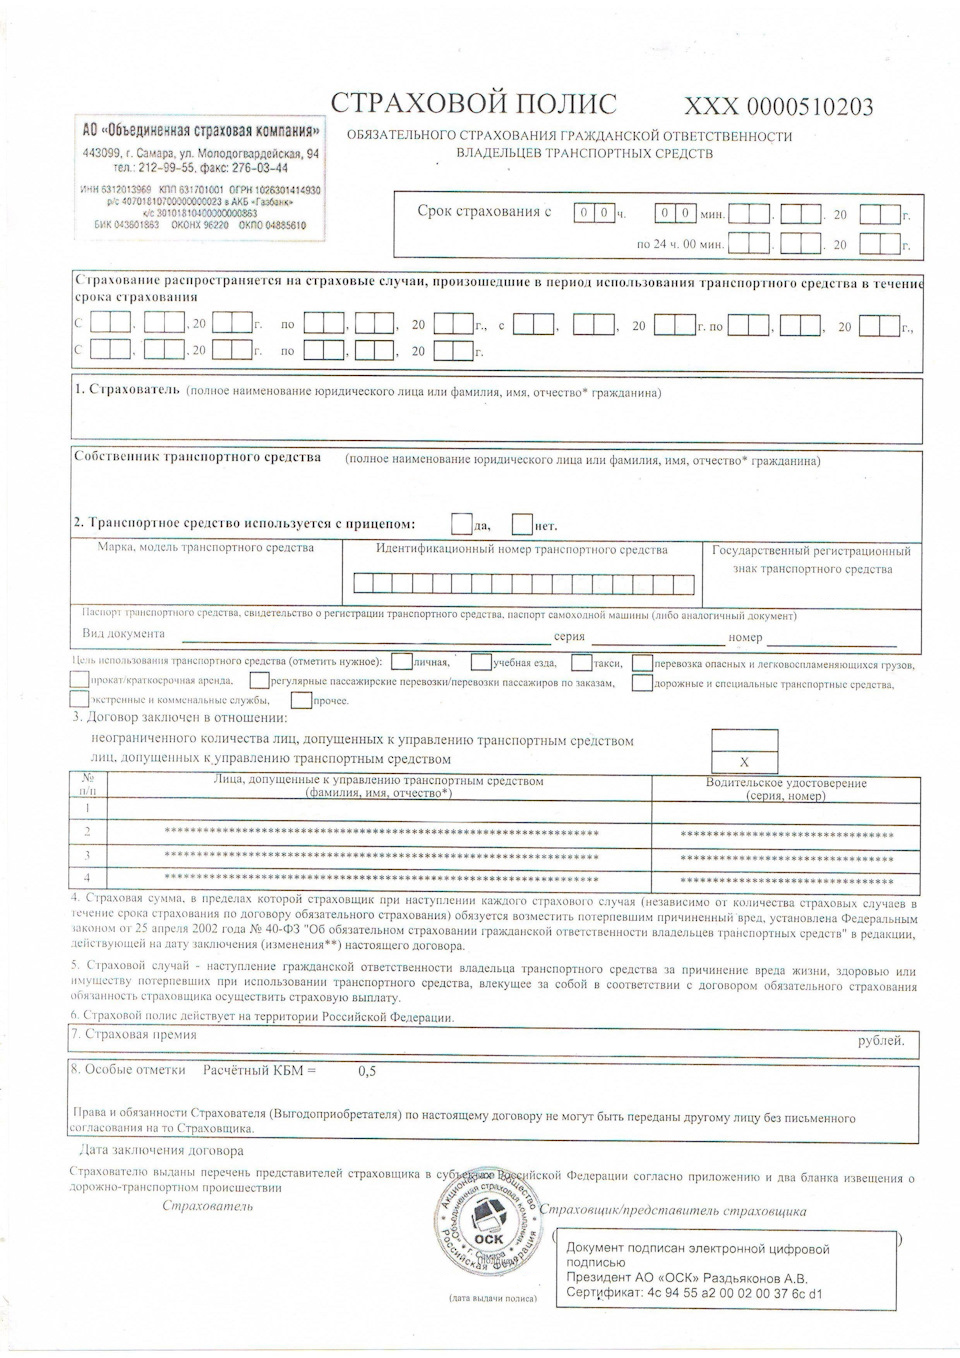 СТРАХОВОЙ ПОЛИС XXX 0000510203
ОБЯЗАТЕЛЬНОГО СТРАХОВАНИЯ ГРАЖДАНСКОЙ ОТВЕТСТВЕННОСТИ
ВЛАДЕЛЬЦЕВ ТРАНСПОРТНЫХ СРЕДСТВ
АО «Объединенная страховая компания»
443099, г. Самара, ул. Молодогвардейская, 94
тел.: 212-99-55, факс: 276-03-44
ИНН 6312013969 КПП 631701001 ОГРН 1026301414930
р/с 40701810700000000023 в АКБ «Газбанк»
к/с 30101810400000000863
БИК 043601863 ОКОНХ 96220 ОКПО 04885610
Срок страхования с 0 0 ч. 0 0 мин. . . 20 г.
по 24 ч. 00 мин. . . 20 г.
Страхование распространяется на страховые случаи, произошедшие в период использования транспортного средства в течение
срока страхования
С . . 20 г. по , , 20 г., с , , 20 г. по , , 20 г.,
С , . 20 г. по , , 20 г.
1. Страхователь (полное наименование юридического лица или фамилия, имя, отчество* гражданина)
Собственник транспортного средства (полное наименование юридического лица или фамилия, имя, отчество* гражданина)
2. Транспортное средство используется с прицепом: да, нет.
Марка, модель транспортного средства Идентификационный номер транспортного средства Государственный регистрационный
знак транспортного средства
Паспорт транспортного средства, свидетельство о регистрации транспортного средства, паспорт самоходной машины (либо аналогичный документ)
Вид документа серия номер
Цель использования транспортного средства (отметить нужное): личная, учебная езда, такси, перевозка опасных и легковоспламеняющихся грузов,
прокат/краткосрочная аренда, регулярные пассажирские перевозки/перевозки пассажиров по заказам, дорожные и специальные транспортные средства,
экстренные и коммунальные службы, прочее.
3. Договор заключен в отношении:
неограниченного количества лиц, допущенных к управлению транспортным средством
лиц, допущенных к управлению транспортным средством X
№ Лица, допущенные к управлению транспортным средством Водительское удостоверение
п/п (фамилия, имя, отчество*) (серия, номер)
1
2 ************************************************************ ********************************
3 ************************************************************ ********************************
4 ************************************************************ ********************************
4. Страховая сумма, в пределах которой страховщик при наступлении каждого страхового случая (независимо от количества страховых случаев в
течение срока страхования по договору обязательного страхования) обязуется возместить потерпевшим причиненный вред, установлена Федеральным
законом от 25 апреля 2002 года № 40-ФЗ "Об обязательном страховании гражданской ответственности владельцев транспортных средств" в редакции,
действующей на дату заключения (изменения**) настоящего договора.
5. Страховой случай - наступление гражданской ответственности владельца транспортного средства за причинение вреда жизни, здоровью или
имуществу потерпевших при использовании транспортного средства, влекущее за собой в соответствии с договором обязательного страхования
обязанность страховщика осуществить страховую выплату.
6. Страховой полис действует на территории Российской Федерации.
7. Страховая премия рублей.
8. Особые отметки Расчётный КБМ = 0,5
Права и обязанности Страхователя (Выгодоприобретателя) по настоящему договору не могут быть переданы другому лицу без письменного
согласования на то Страховщика.
Дата заключения договора
Страхователю выданы перечень представителей страховщика в субъекте Российской Федерации согласно приложению и два бланка извещения о
дорожно-транспортном происшествии
Страхователь Страховщик/представитель страховщика
Акционерное общество
Объединенная страховая компания
ОСК
г. Самара
Российская Федерация
( )
Документ подписан электронной цифровой
подписью
Президент АО «ОСК» Раздьяконов А.В.
Сертификат: 4c 94 55 a2 00 02 00 37 6c d1
(дата выдачи полиса)